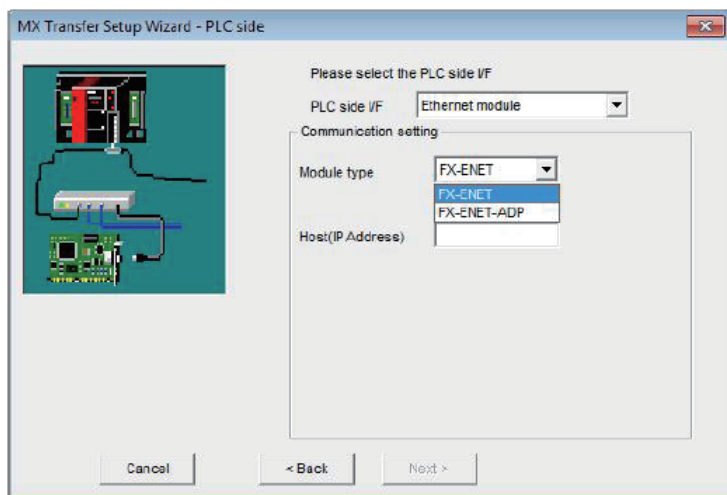 MX Transfer Setup Wizard - PLC side
Please select the PLC side I/F
PLC side I/F Ethernet module
Communication setting
Module type FX-ENET
FX-ENET
FX-ENET-ADP
Host(IP Address)
Cancel < Back Next >